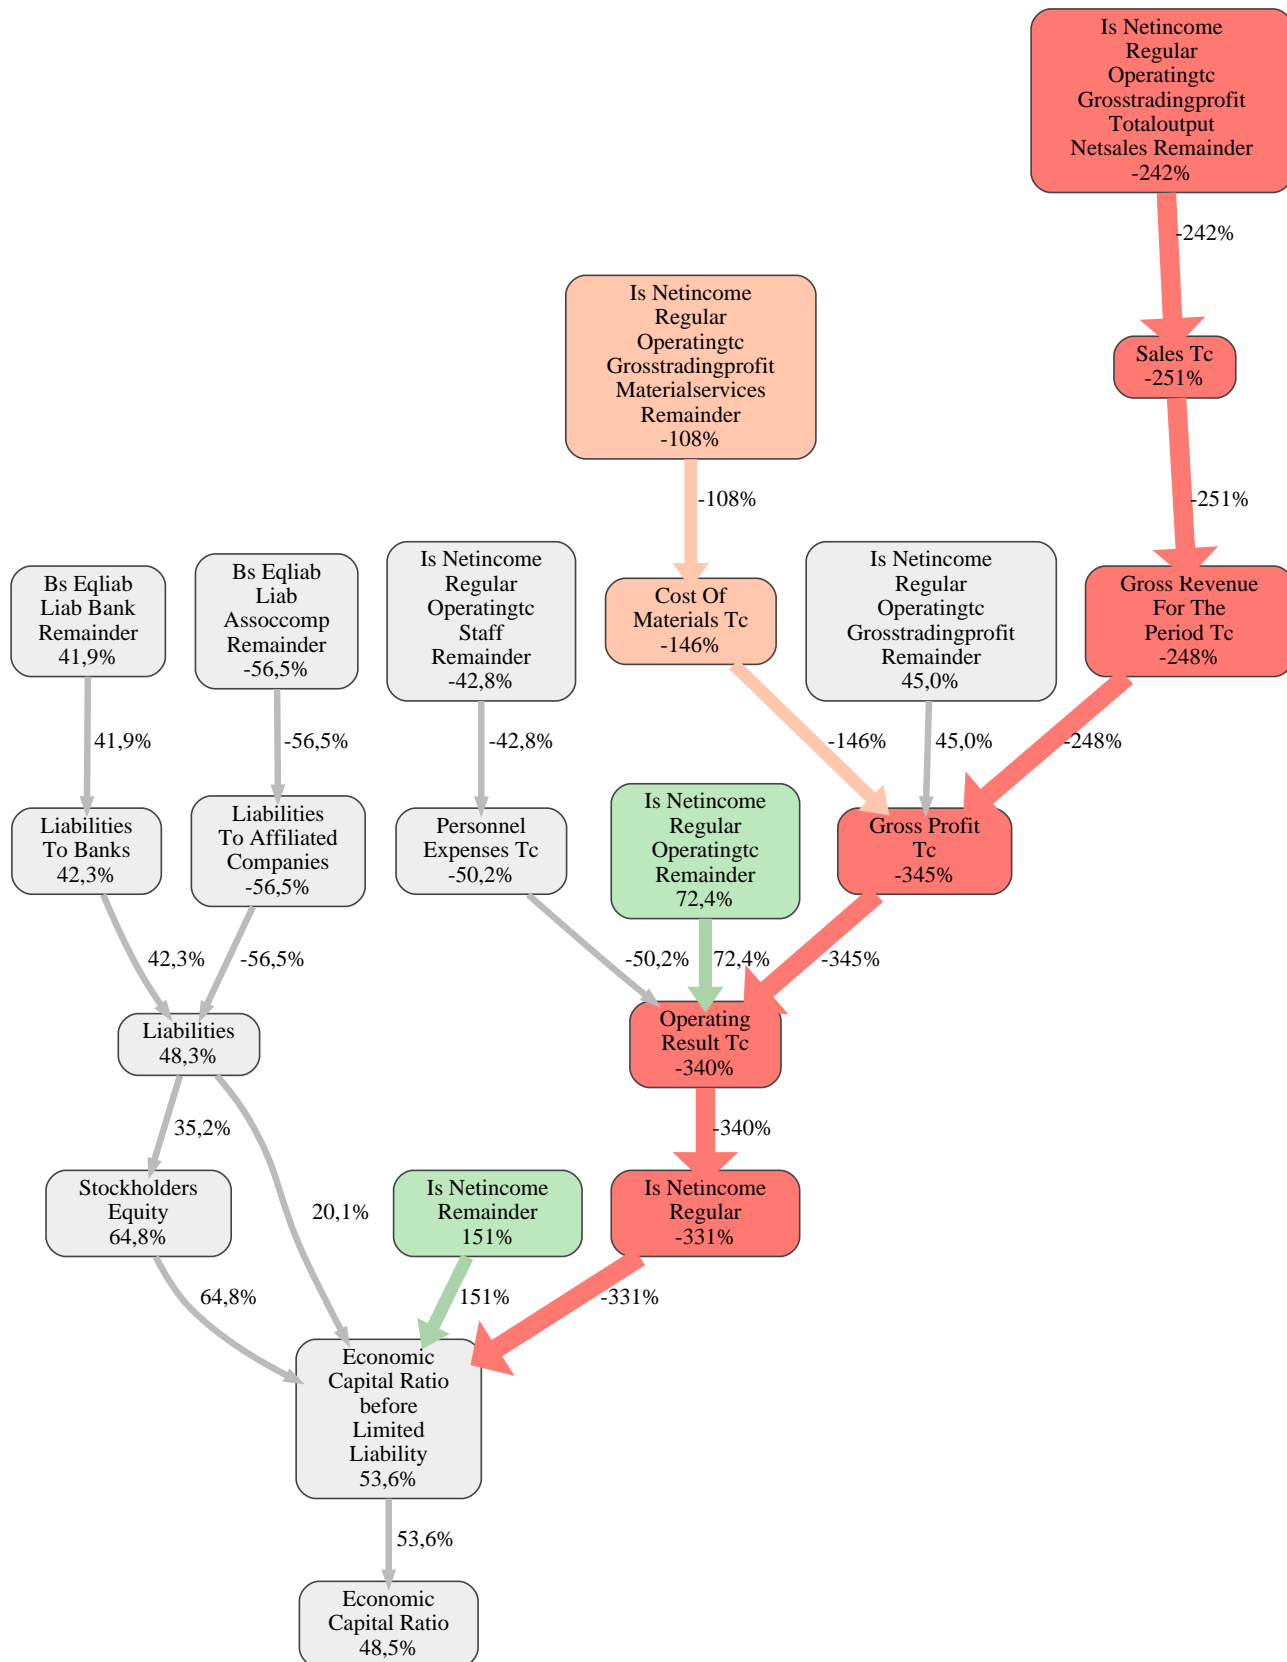 Is Netincome
Regular
Operatingtc
Grosstradingprofit
Totaloutput
Netsales Remainder
-242%
-242%
Is Netincome
Regular
Operatingtc
Grosstradingprofit
Materialservices
Remainder
-108%
Sales Tc
-251%
-108%
-251%
Bs Eqliab
Liab Bank
Remainder
41,9%
Bs Eqliab
Liab
Assoccomp
Remainder
-56,5%
Is Netincome
Regular
Operatingtc
Staff
Remainder
-42,8%
Cost Of
Materials Tc
-146%
Is Netincome
Regular
Operatingtc
Grosstradingprofit
Remainder
45,0%
Gross Revenue
For The
Period Tc
-248%
41,9%
-56,5%
-42,8%
-146%
45,0%
-248%
Liabilities
To Banks
42,3%
Liabilities
To Affiliated
Companies
-56,5%
Personnel
Expenses Tc
-50,2%
Is Netincome
Regular
Operatingtc
Remainder
72,4%
Gross Profit
Tc
-345%
42,3%
-56,5%
-50,2%
72,4%
-345%
Liabilities
48,3%
Operating
Result Tc
-340%
35,2%
-340%
Stockholders
Equity
64,8%
20,1%
Is Netincome
Remainder
151%
Is Netincome
Regular
-331%
64,8%
151%
-331%
Economic
Capital Ratio
before
Limited
Liability
53,6%
53,6%
Economic
Capital Ratio
48,5%